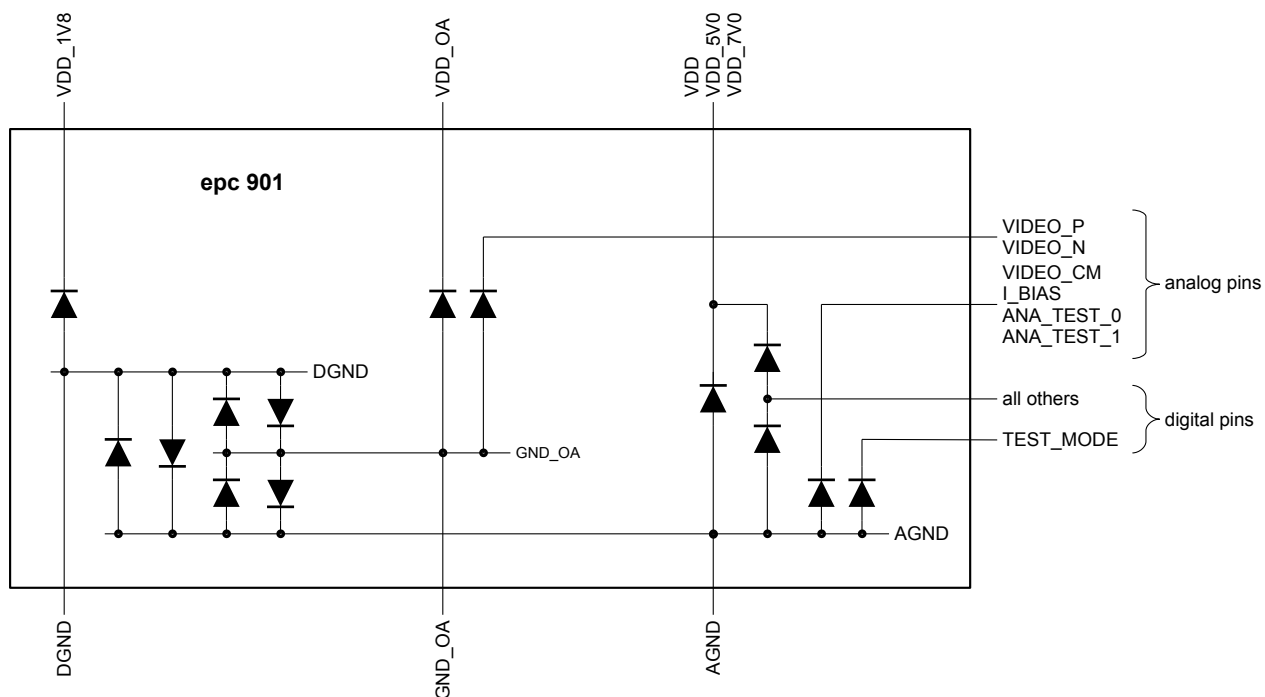 VDD_1V8
VDD_OA
VDD
VDD_5V0
VDD_7V0
epc 901
VIDEO_P
VIDEO_N
VIDEO_CM
I_BIAS
ANA_TEST_0
ANA_TEST_1
analog pins
DGND
all others
digital pins
TEST_MODE
GND_OA
AGND
DGND
GND_OA
AGND